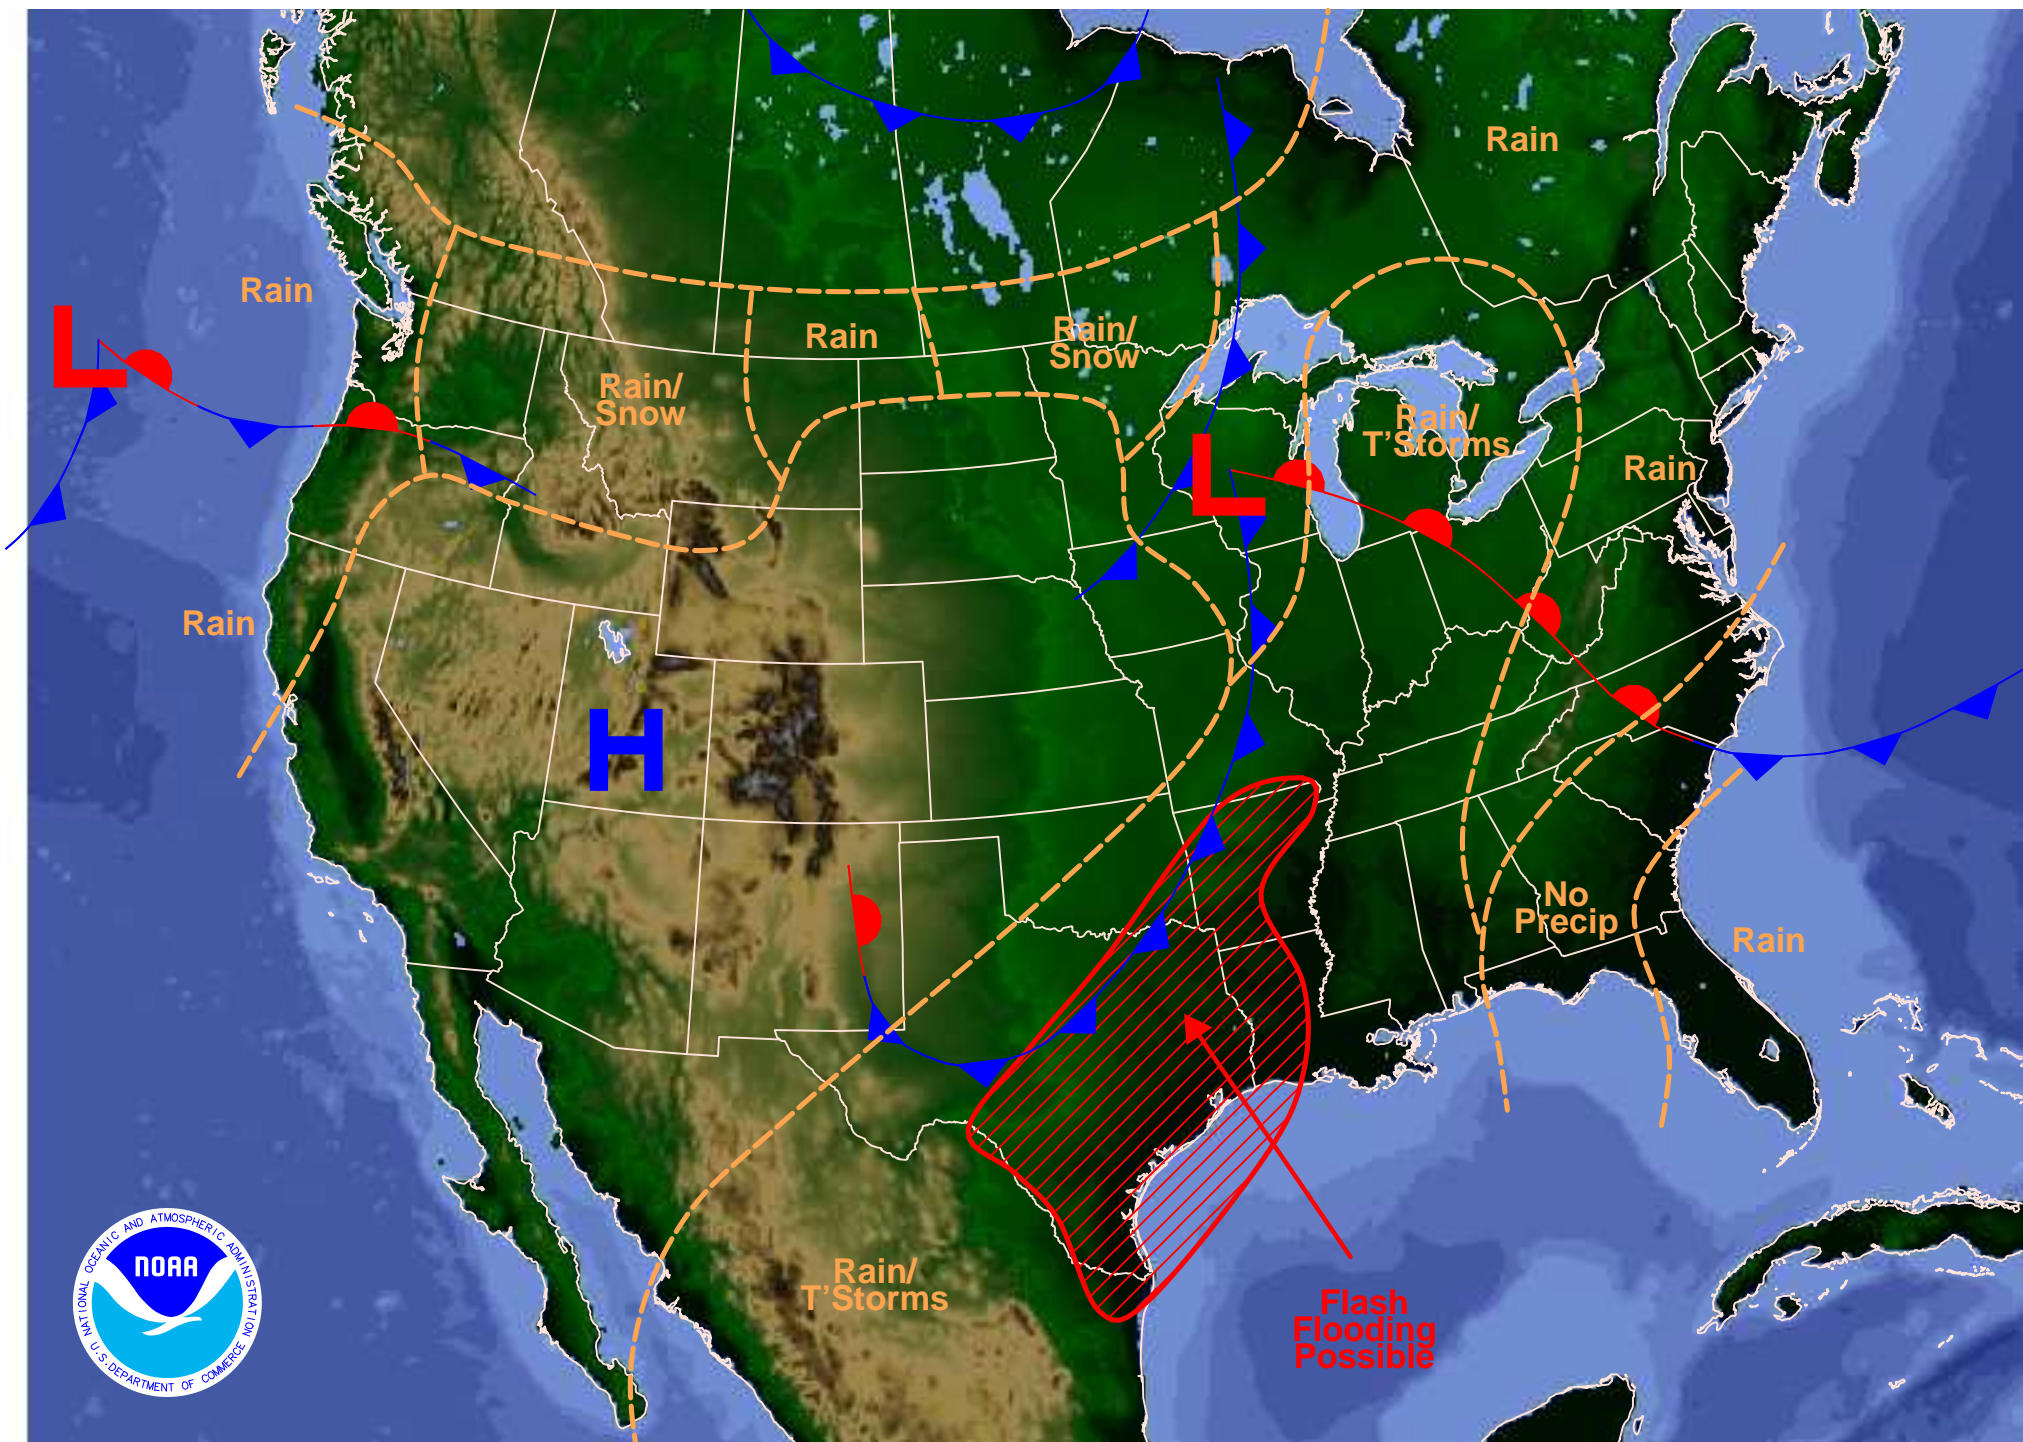 Rain
Rain
L
Rain
Rain/
Snow
Rain/
Snow
Rain/
T'Storms
L
Rain
Rain
H
No
Precip
Rain
Rain/
T'Storms
Flash
Flooding
Possible
NATIONAL OCEANIC AND ATMOSPHERIC ADMINISTRATION
NOAA
U.S. DEPARTMENT OF COMMERCE